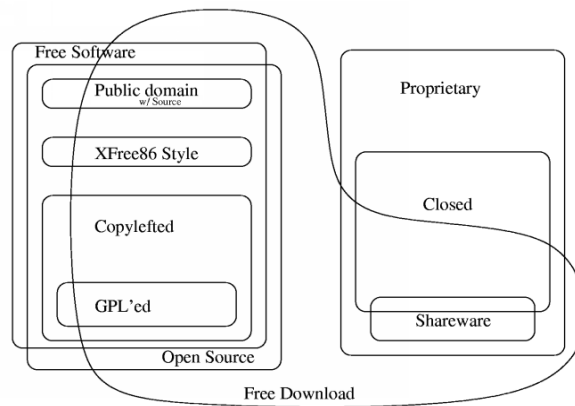 Free Software
Public domain
w/ Source
XFree86 Style
Copylefted
GPL'ed
Open Source
Proprietary
Closed
Shareware
Free Download